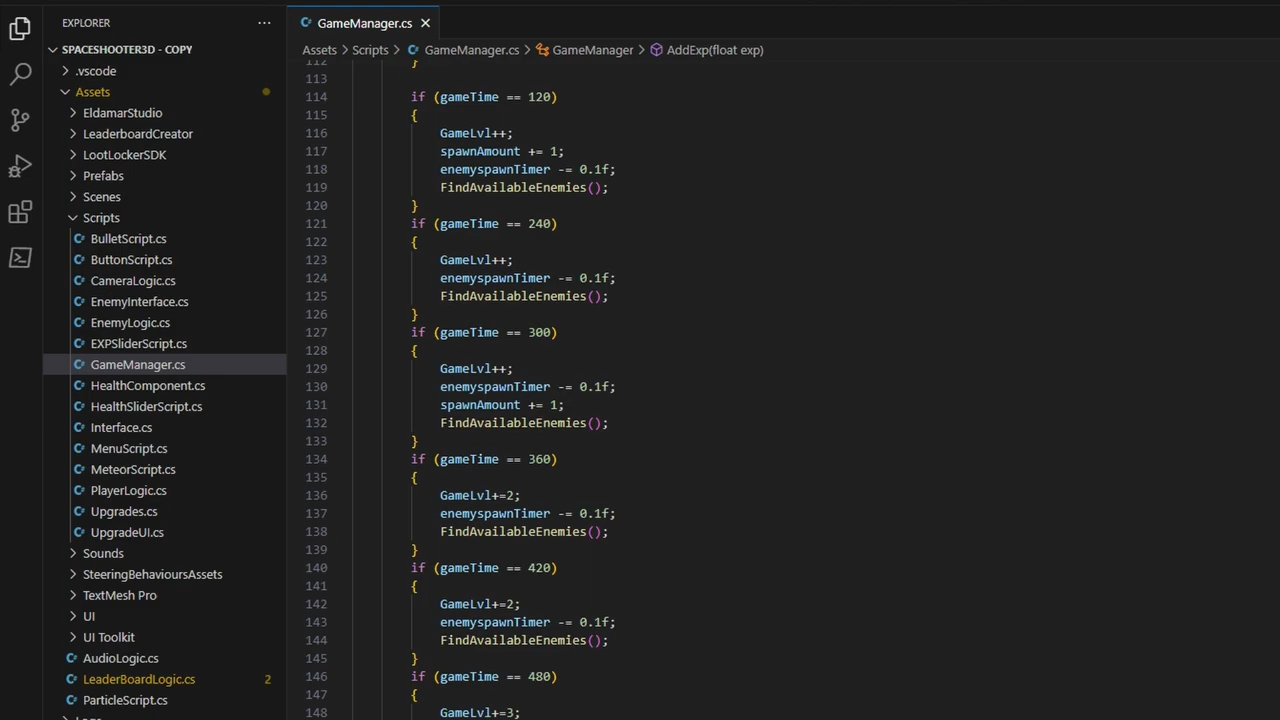 EXPLORER
SPACESHOOTER3D - COPY
.vscode
Assets
EldamarStudio
LeaderboardCreator
LootLockerSDK
Prefabs
Scenes
Scripts
BulletScript.cs
ButtonScript.cs
CameraLogic.cs
EnemyInterface.cs
EnemyLogic.cs
EXPSliderScript.cs
GameManager.cs
HealthComponent.cs
HealthSliderScript.cs
Interface.cs
MenuScript.cs
MeteorScript.cs
PlayerLogic.cs
Upgrades.cs
UpgradeUI.cs
Sounds
SteeringBehavioursAssets
TextMesh Pro
UI
UI Toolkit
AudioLogic.cs
LeaderBoardLogic.cs 2
ParticleScript.cs
GameManager.cs
Assets > Scripts > GameManager.cs > GameManager > AddExp(float exp)
112 }
113
114 if (gameTime == 120)
115 {
116 GameLvl++;
117 spawnAmount += 1;
118 enemyspawnTimer -= 0.1f;
119 FindAvailableEnemies();
120 }
121 if (gameTime == 240)
122 {
123 GameLvl++;
124 enemyspawnTimer -= 0.1f;
125 FindAvailableEnemies();
126 }
127 if (gameTime == 300)
128 {
129 GameLvl++;
130 enemyspawnTimer -= 0.1f;
131 spawnAmount += 1;
132 FindAvailableEnemies();
133 }
134 if (gameTime == 360)
135 {
136 GameLvl+=2;
137 enemyspawnTimer -= 0.1f;
138 FindAvailableEnemies();
139 }
140 if (gameTime == 420)
141 {
142 GameLvl+=2;
143 enemyspawnTimer -= 0.1f;
144 FindAvailableEnemies();
145 }
146 if (gameTime == 480)
147 {
148 GameLvl+=3;